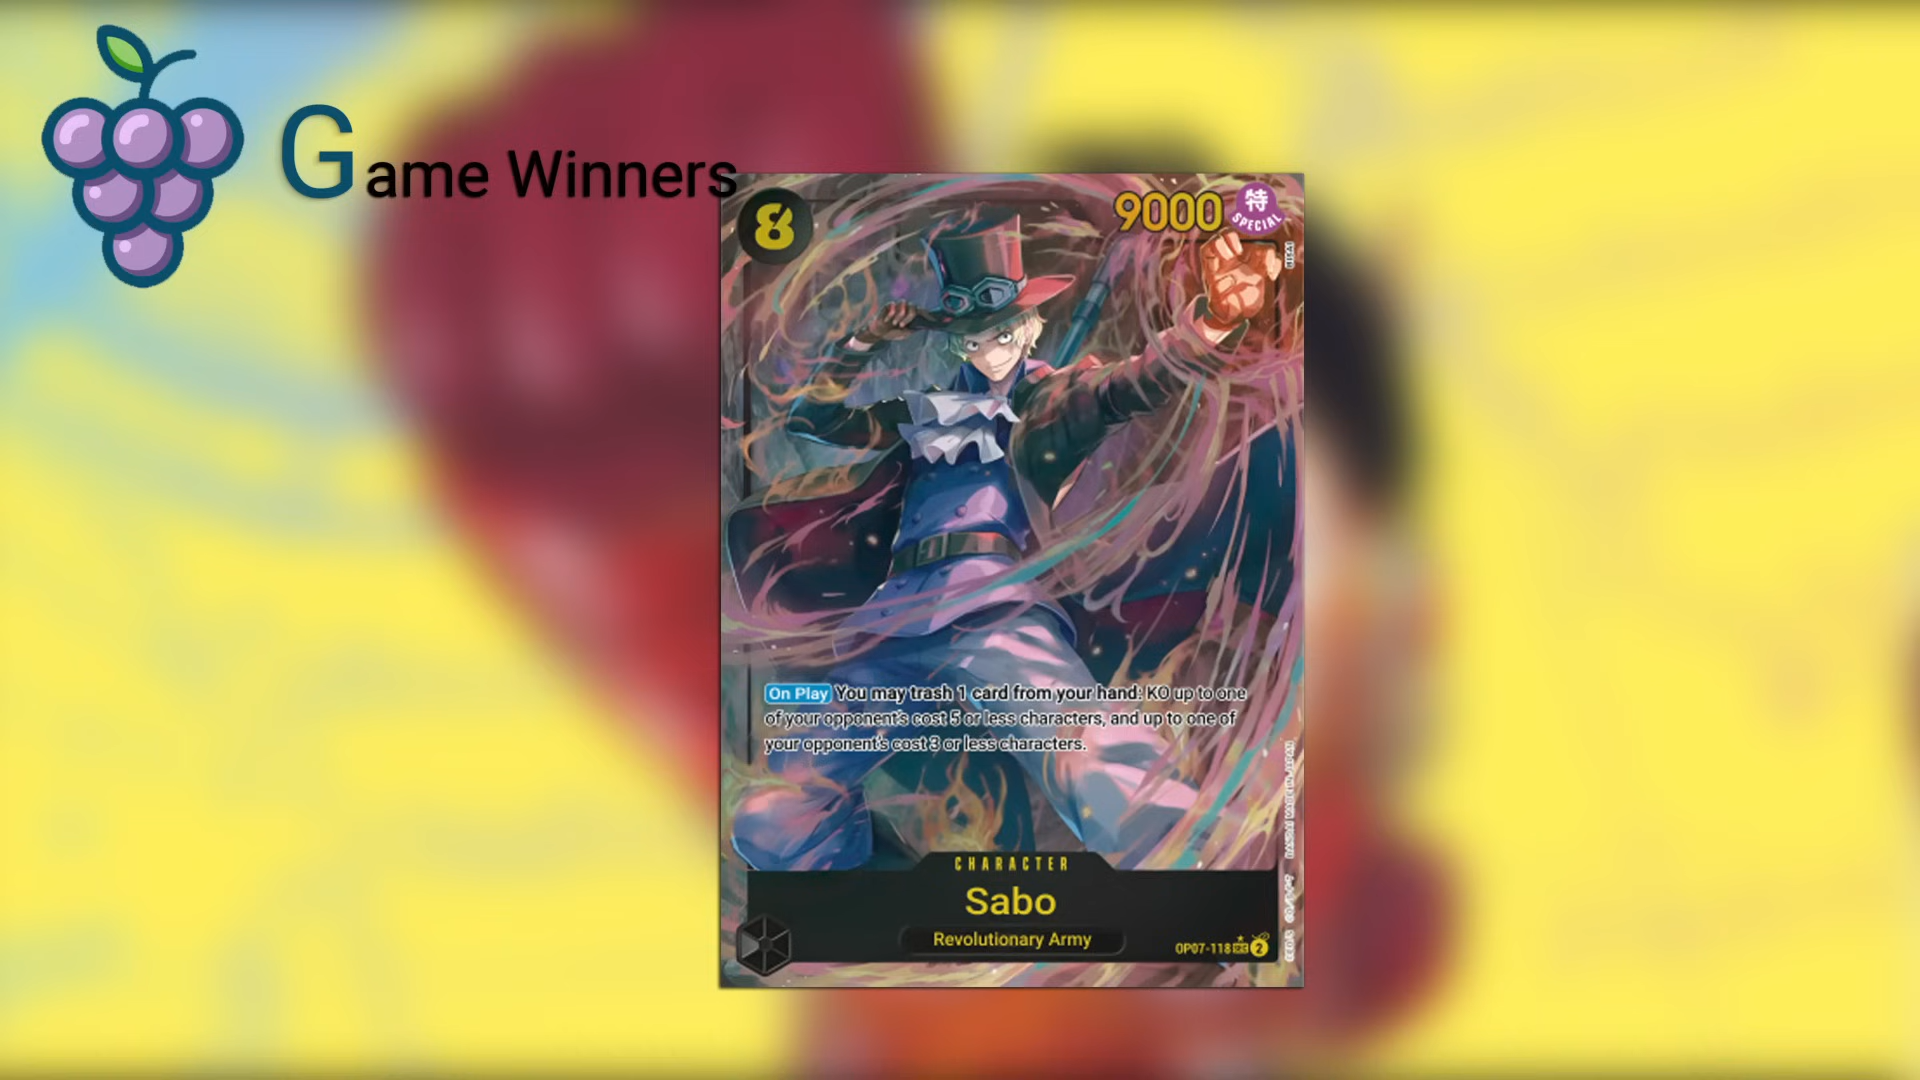 Game Winners
8
9000
特
SPECIAL
On Play You may trash 1 card from your hand: KO up to one
of your opponent's cost 5 or less characters, and up to one of
your opponent's cost 3 or less characters.
CHARACTER
Sabo
Revolutionary Army
OP07-118 SEC 2